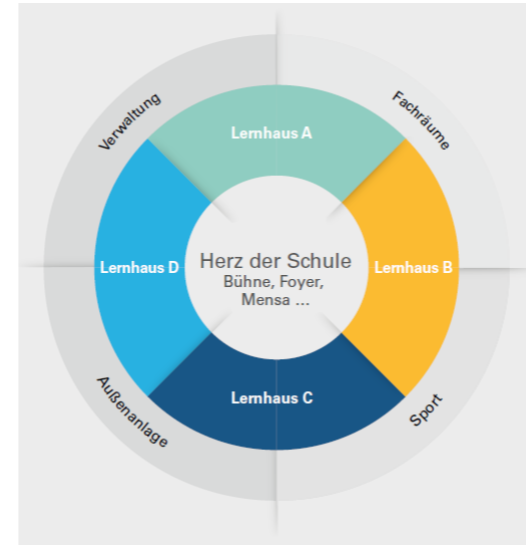 Verwaltung
Fachräume
Lernhaus A
Lernhaus D
Herz der Schule
Bühne, Foyer,
Mensa ...
Lernhaus B
Lernhaus C
Außenanlage
Sport